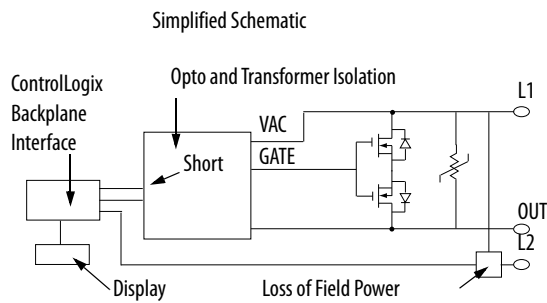 Simplified Schematic
ControlLogix
Backplane
Interface
Opto and Transformer Isolation
L1
VAC
GATE
Short
OUT
L2
Display
Loss of Field Power